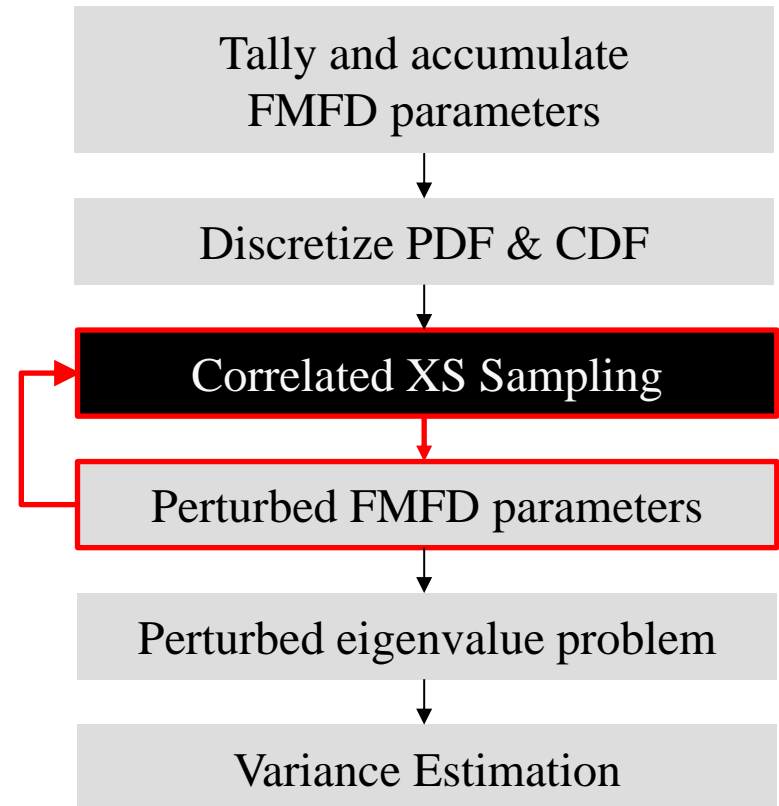 Tally and accumulate
FMFD parameters
Discretize PDF & CDF
Correlated XS Sampling
Perturbed FMFD parameters
Perturbed eigenvalue problem
Variance Estimation